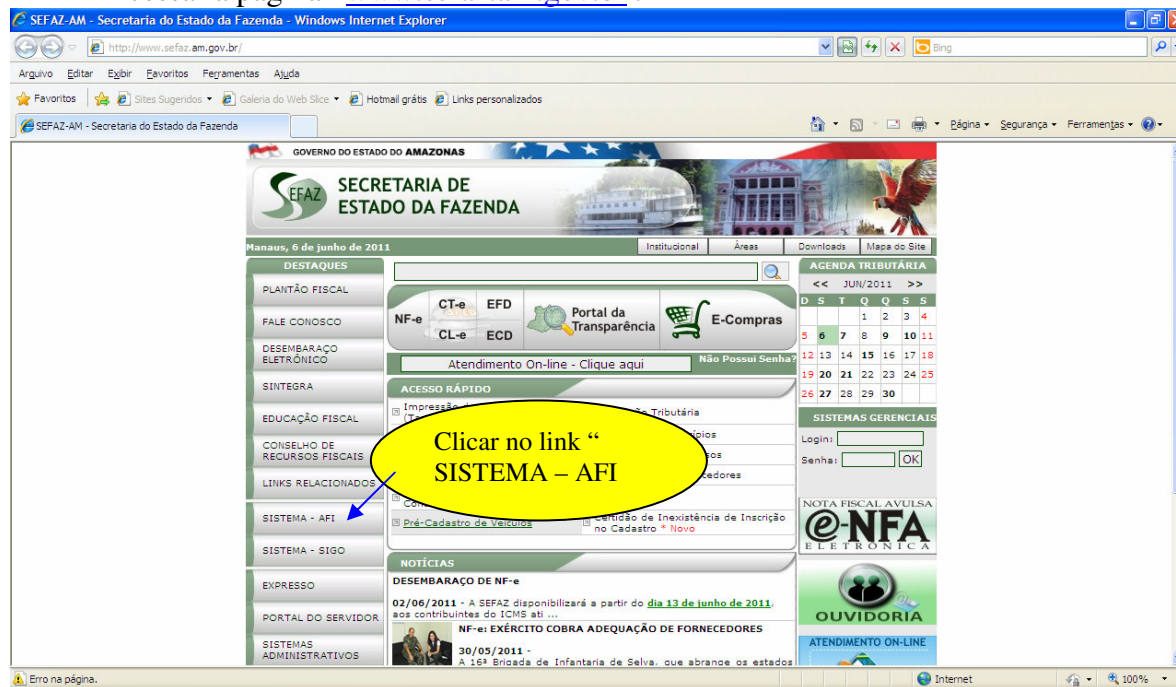 SEFAZ-AM - Secretaria do Estado da Fazenda - Windows Internet Explorer
http://www.sefaz.am.gov.br/
Bing
Arquivo Editar Exibir Favoritos Ferramentas Ajuda
Favoritos Sites Sugeridos Galeria do Web Slice Hotmail grátis Links personalizados
SEFAZ-AM - Secretaria do Estado da Fazenda
Página Segurança Ferramentas
GOVERNO DO ESTADO DO AMAZONAS
SEFAZ
SECRETARIA DE
ESTADO DA FAZENDA
Manaus, 6 de junho de 2011
Institucional Áreas Downloads Mapa do Site
DESTAQUES
PLANTÃO FISCAL
FALE CONOSCO
DESEMBARAÇO
ELETRÔNICO
SINTEGRA
EDUCAÇÃO FISCAL
CONSELHO DE
RECURSOS FISCAIS
LINKS RELACIONADOS
SISTEMA - AFI
SISTEMA - SIGO
EXPRESSO
PORTAL DO SERVIDOR
SISTEMAS
ADMINISTRATIVOS
NF-e CT-e EFD
CL-e ECD
Portal da
Transparência
E-Compras
Atendimento On-line - Clique aqui
Não Possui Senha?
ACESSO RÁPIDO
Tributária
Clicar no link “
SISTEMA – AFI
Pré-Cadastro de Veículos
Certidão de Inexistência de Inscrição
no Cadastro * Novo
NOTÍCIAS
DESEMBARAÇO DE NF-e
02/06/2011 - A SEFAZ disponibilizará a partir do dia 13 de junho de 2011,
aos contribuintes do ICMS ati ...
NF-e: EXÉRCITO COBRA ADEQUAÇÃO DE FORNECEDORES
30/05/2011 -
A 16ª Brigada de Infantaria de Selva, que abrange os estados
AGENDA TRIBUTÁRIA
<< JUN/2011 >>
D S T Q Q S S
1 2 3 4
5 6 7 8 9 10 11
12 13 14 15 16 17 18
19 20 21 22 23 24 25
26 27 28 29 30
SISTEMAS GERENCIAIS
Login:
Senha: OK
NOTA FISCAL AVULSA
@-NFA
ELETRÔNICA
OUVIDORIA
ATENDIMENTO ON-LINE
Erro na página.
Internet
100%